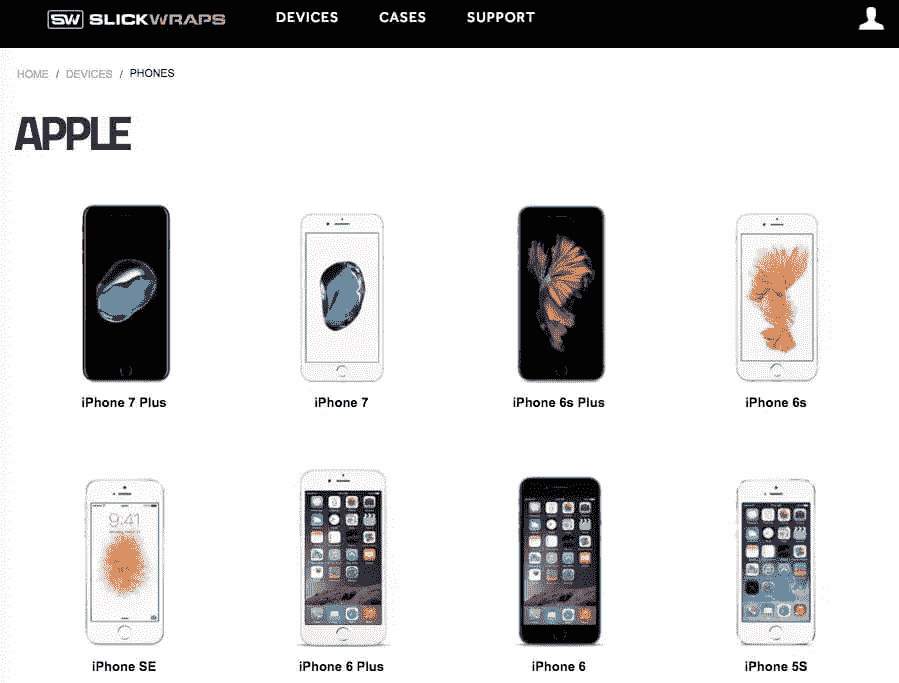 SW SLICKWRAPS DEVICES CASES SUPPORT
HOME / DEVICES / PHONES
APPLE
iPhone 7 Plus iPhone 7 iPhone 6s Plus iPhone 6s
9:41
iPhone SE iPhone 6 Plus iPhone 6 iPhone 5S